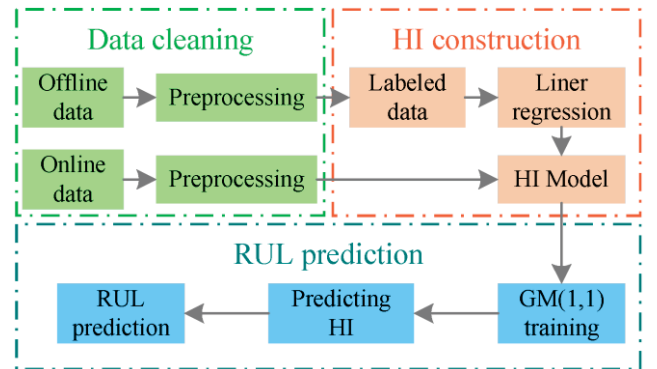 Data cleaning
Offline
data
Preprocessing
Online
data
Preprocessing
HI construction
Labeled
data
Liner
regression
HI Model
RUL prediction
RUL
prediction
Predicting
HI
GM(1,1)
training